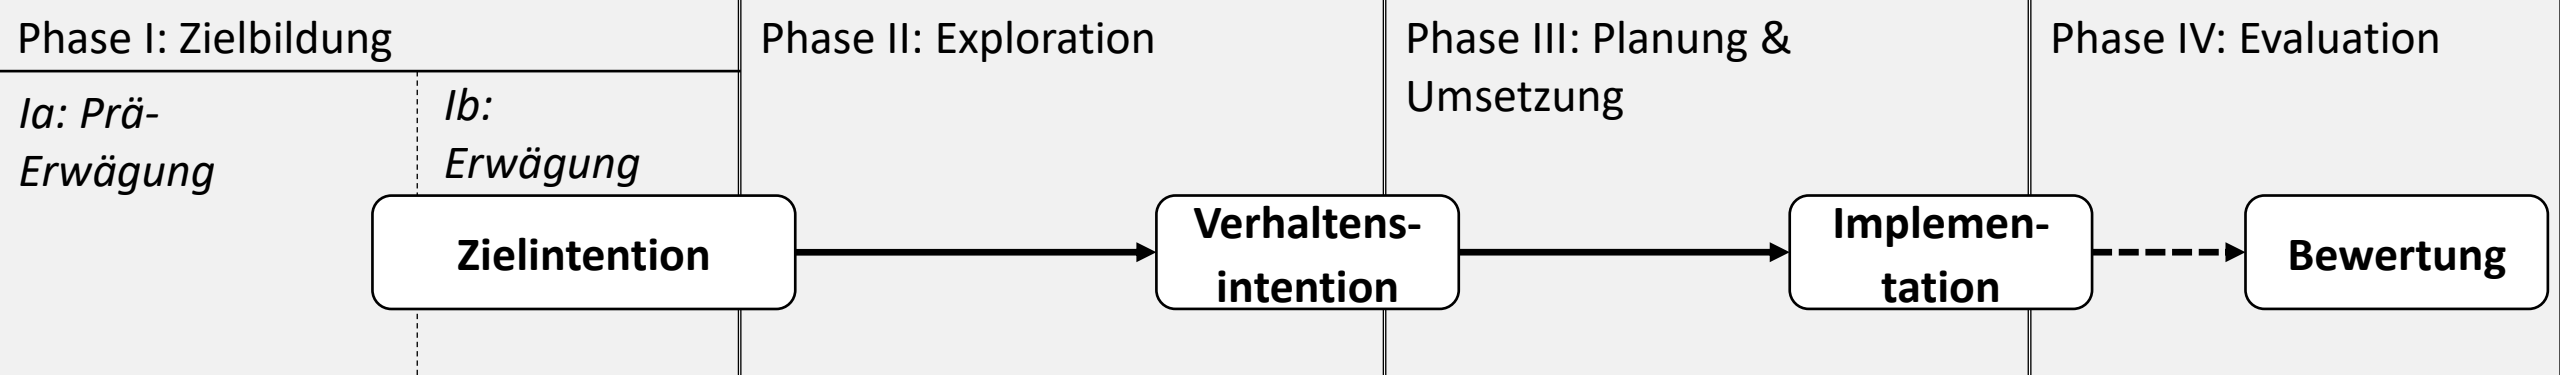 Phase I: Zielbildung
Ia: Prä-
Erwägung
Ib:
Erwägung
Phase II: Exploration
Phase III: Planung &
Umsetzung
Phase IV: Evaluation
Zielintention
Verhaltens-
intention
Implemen-
tation
Bewertung